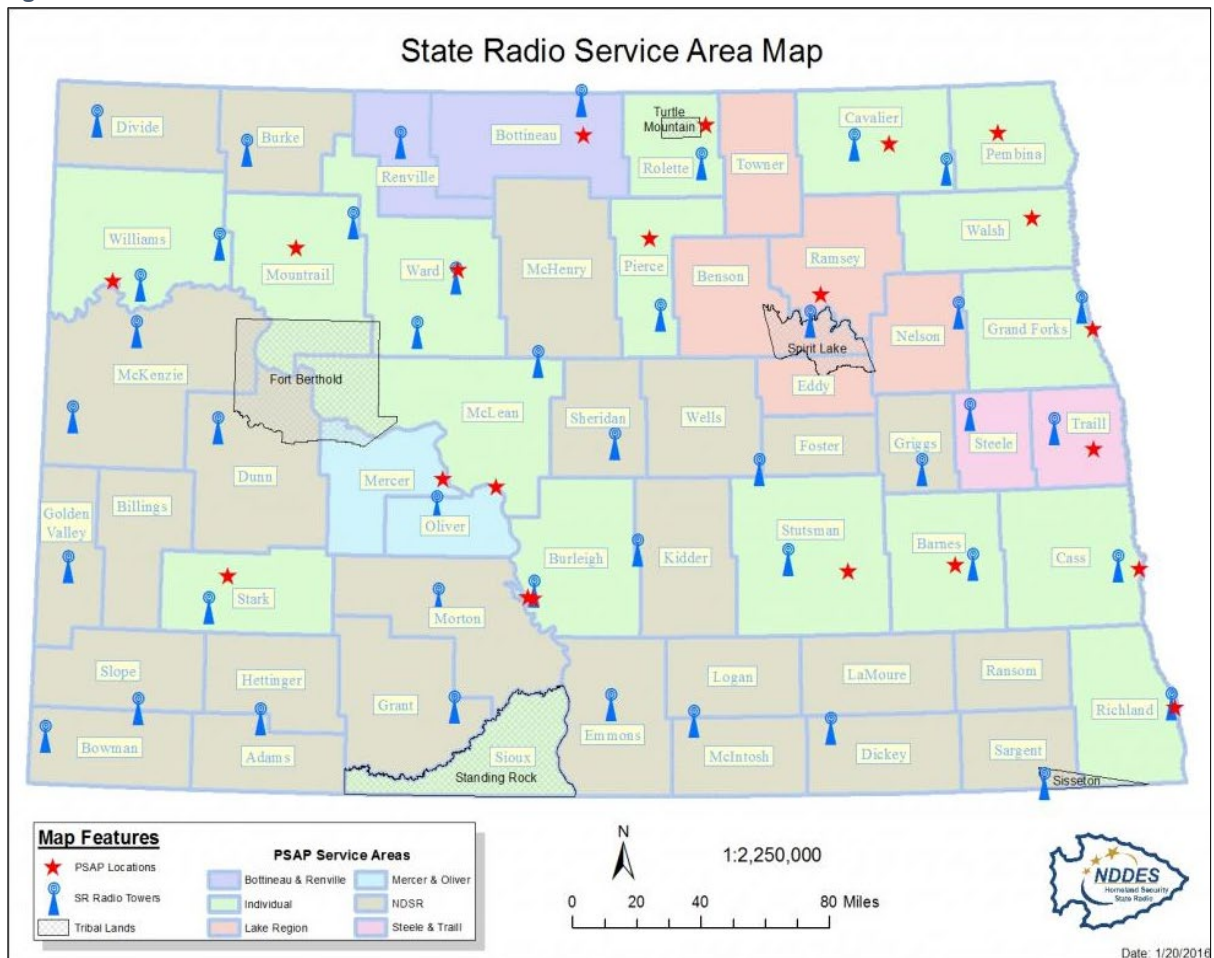 State Radio Service Area Map
Divide
Burke
Renville
Bottineau
Turtle
Mountain
Rolette
Towner
Cavalier
Pembina
Williams
Mountrail
Ward
McHenry
Pierce
Benson
Ramsey
Walsh
Spirit Lake
Nelson
Grand Forks
McKenzie
Fort Berthold
McLean
Sheridan
Wells
Eddy
Foster
Griggs
Steele
Traill
Dunn
Mercer
Oliver
Golden
Valley
Billings
Stark
Burleigh
Kidder
Stutsman
Barnes
Cass
Morton
Slope
Hettinger
Grant
Bowman
Adams
Sioux
Standing Rock
Emmons
Logan
McIntosh
LaMoure
Dickey
Ransom
Sargent
Richland
Sisseton
Map Features
PSAP Locations
SR Radio Towers
Tribal Lands
PSAP Service Areas
Bottineau & Renville
Individual
Lake Region
Mercer & Oliver
NDSR
Steele & Traill
N
1:2,250,000
0 20 40 80 Miles
NDDES
Homeland Security
State Radio
Date: 1/20/2016